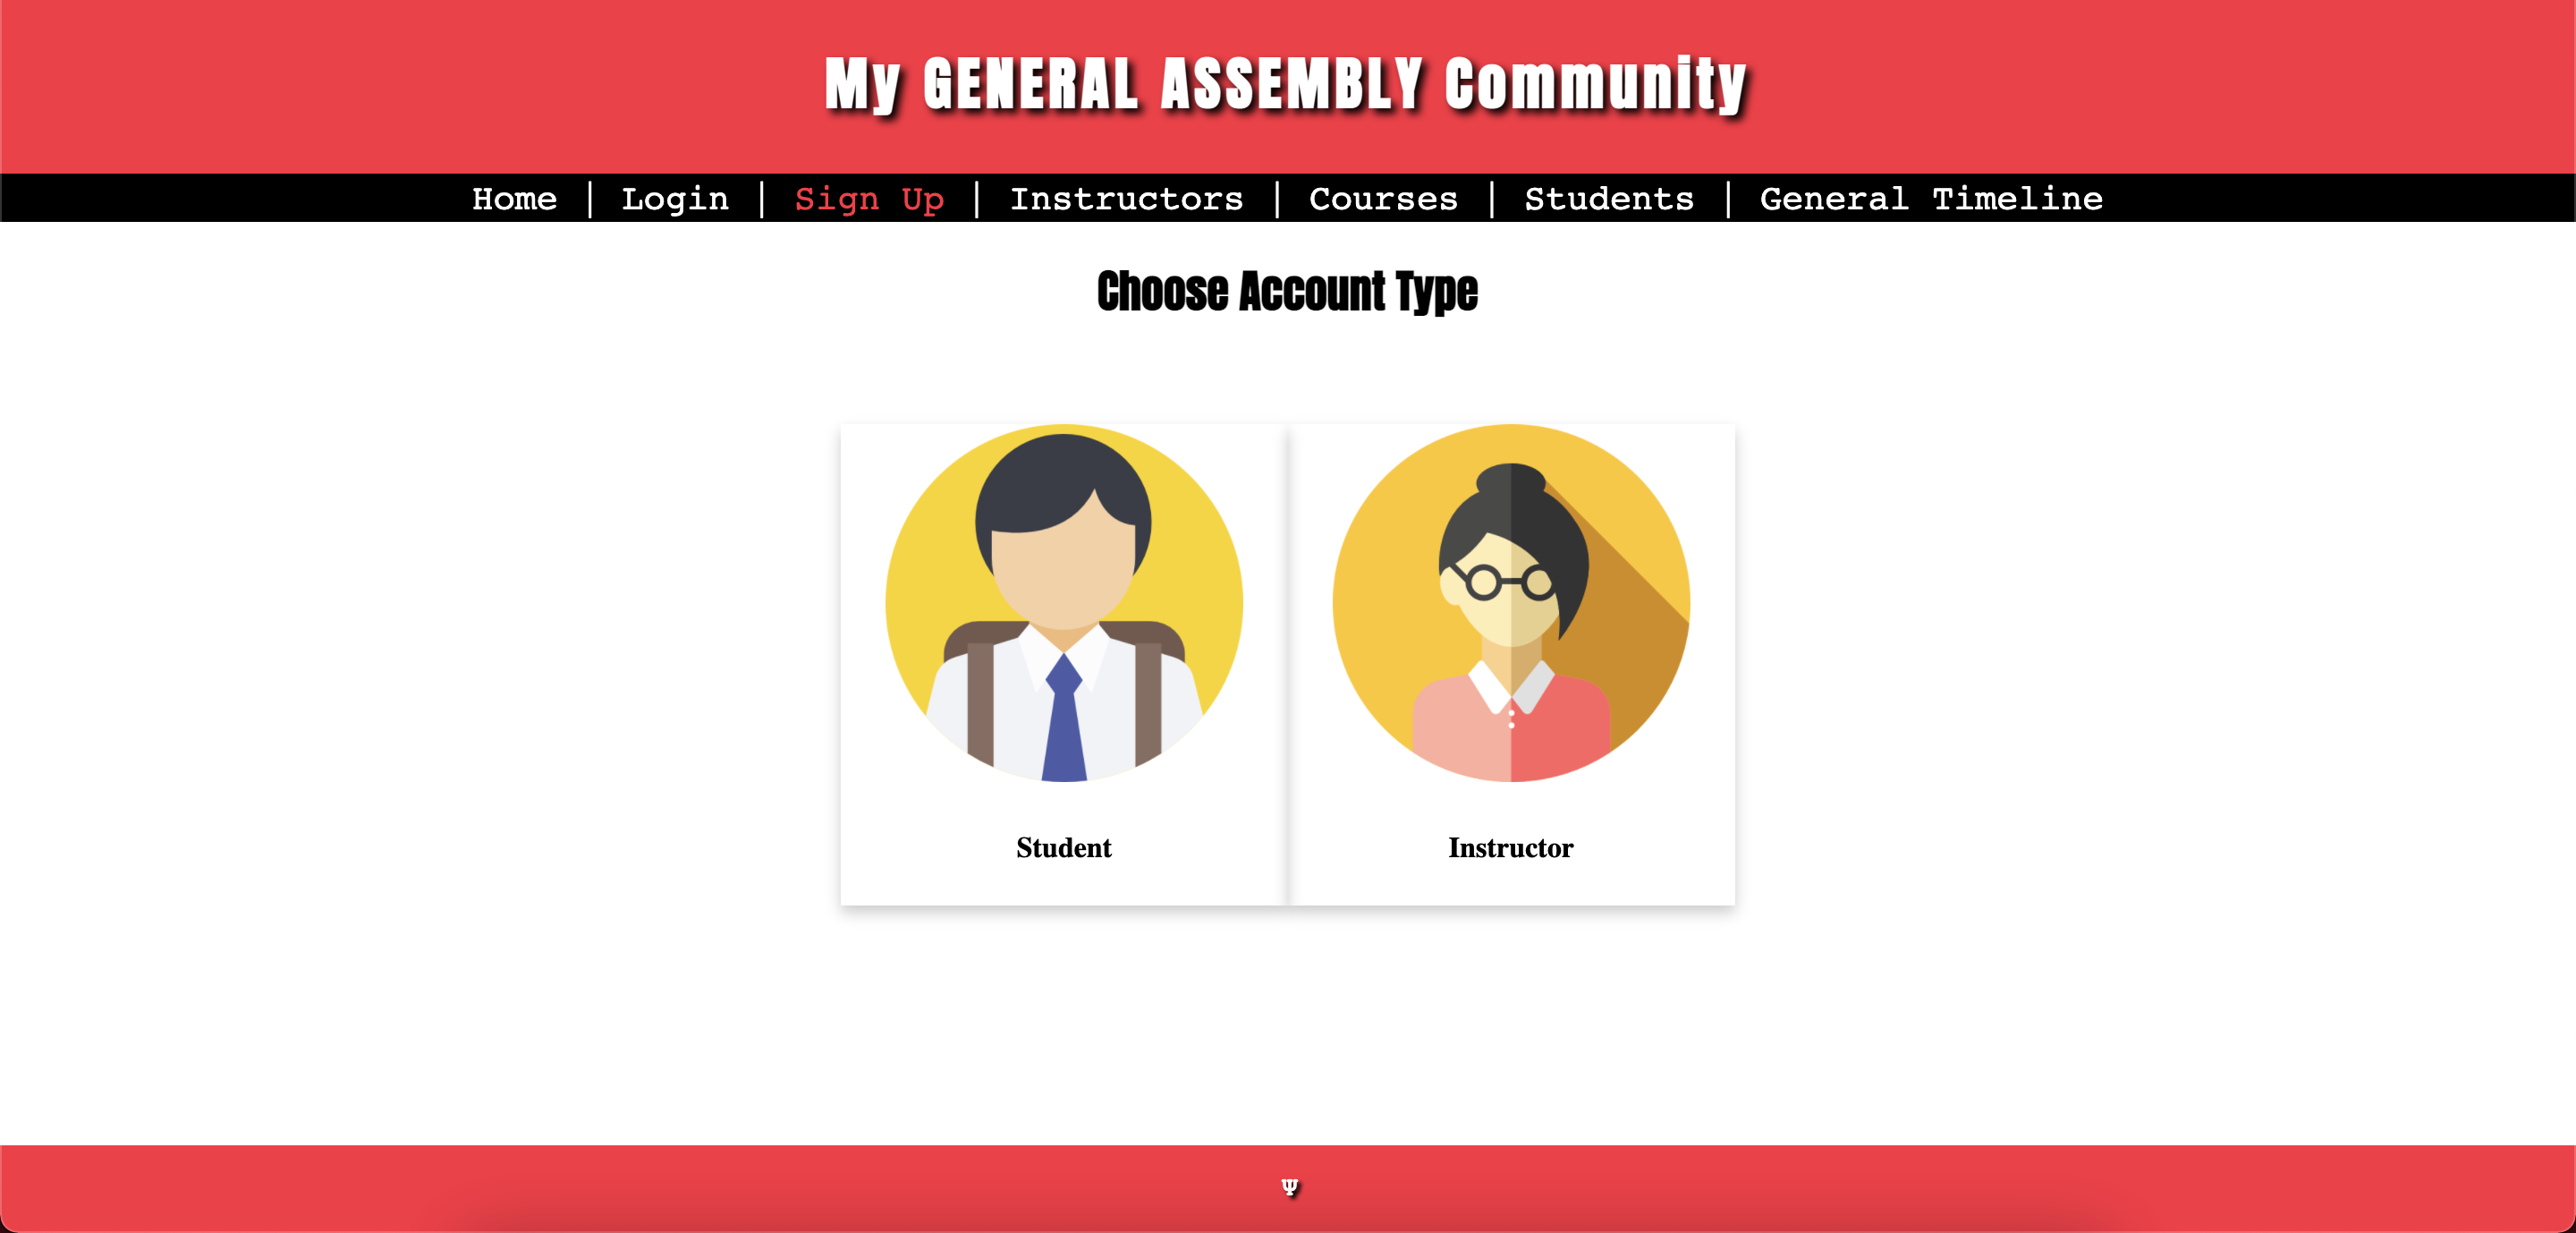 My GENERAL ASSEMBLY Community
Home | Login | Sign Up | Instructors | Courses | Students | General Timeline
Choose Account Type
Student Instructor
Ψ